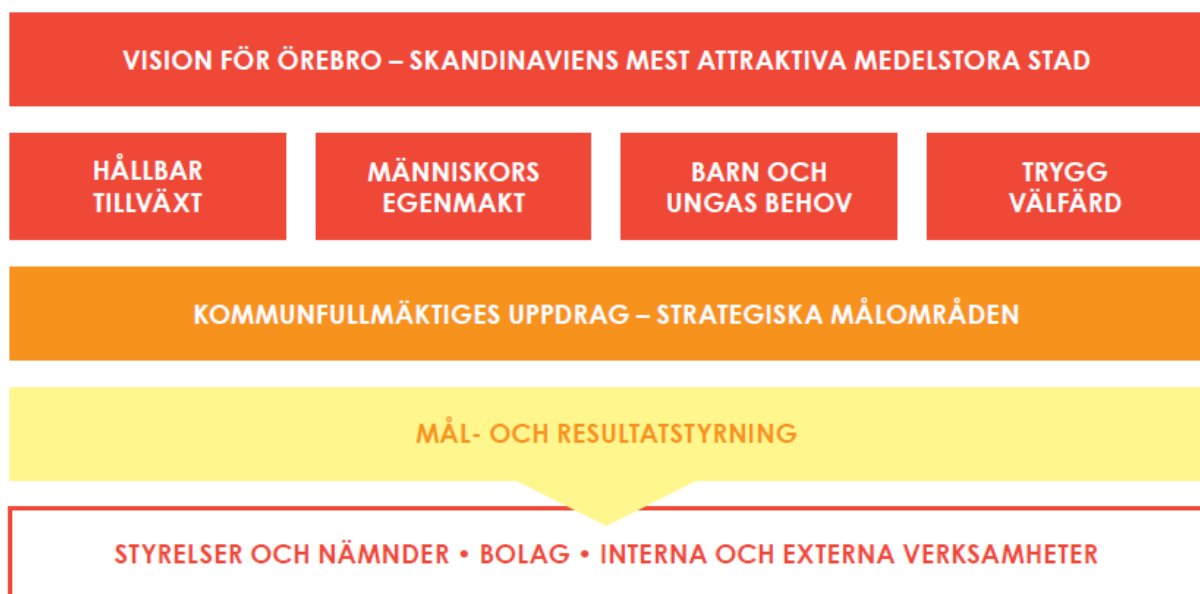 VISION FÖR ÖREBRO – SKANDINAVIENS MEST ATTRAKTIVA MEDELSTORA STAD
HÅLLBAR
TILLVÄXT
MÄNNISKORS
EGENMAKT
BARN OCH
UNGAS BEHOV
TRYGG
VÄLFÄRD
KOMMUNFULLMÄKTIGES UPPDRAG – STRATEGISKA MÅLOMRÅDEN
MÅL- OCH RESULTATSTYRNING
STYRELSER OCH NÄMNDER • BOLAG • INTERNA OCH EXTERNA VERKSAMHETER